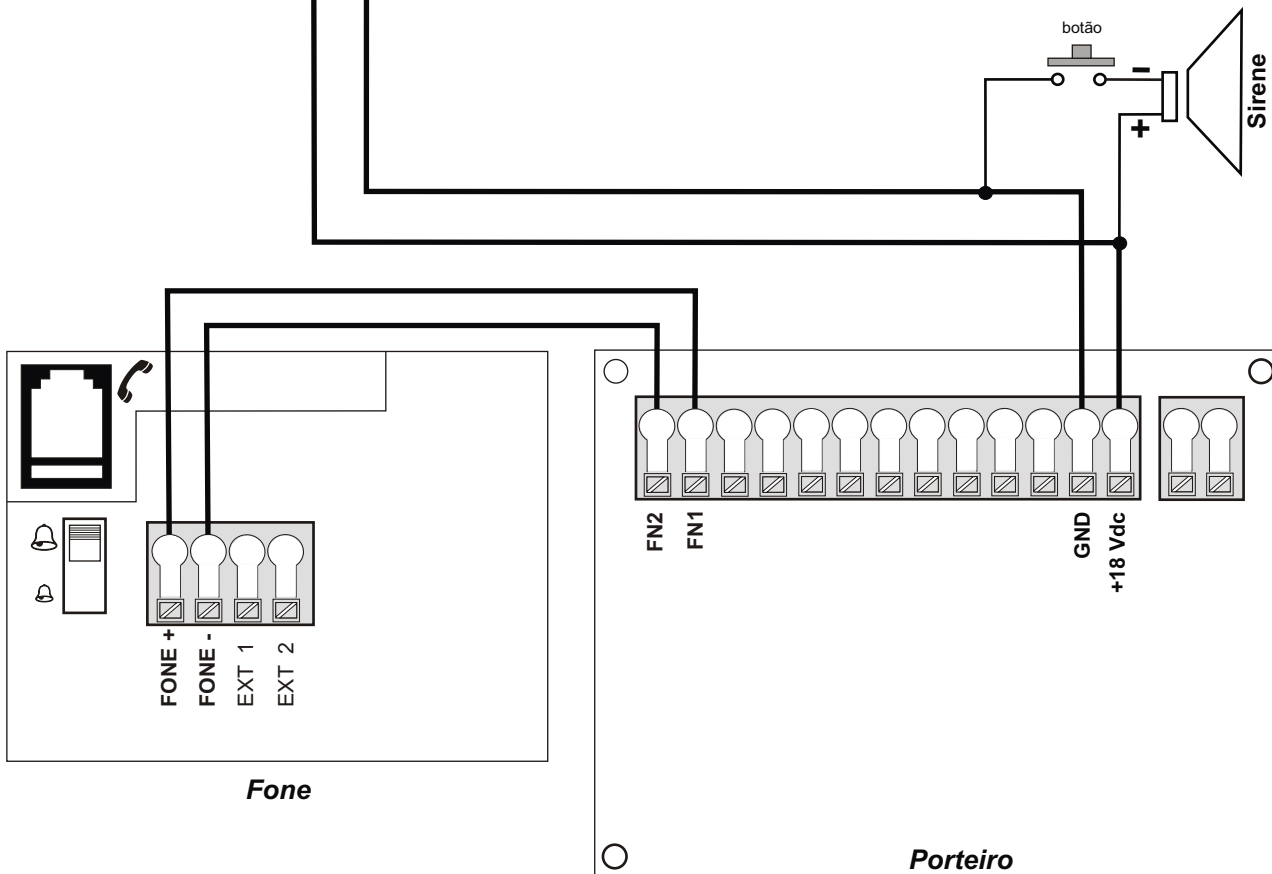 botão
−
+
Sirene
FN2
FN1
GND
+18 Vdc
FONE +
FONE -
EXT 1
EXT 2
Fone
Porteiro